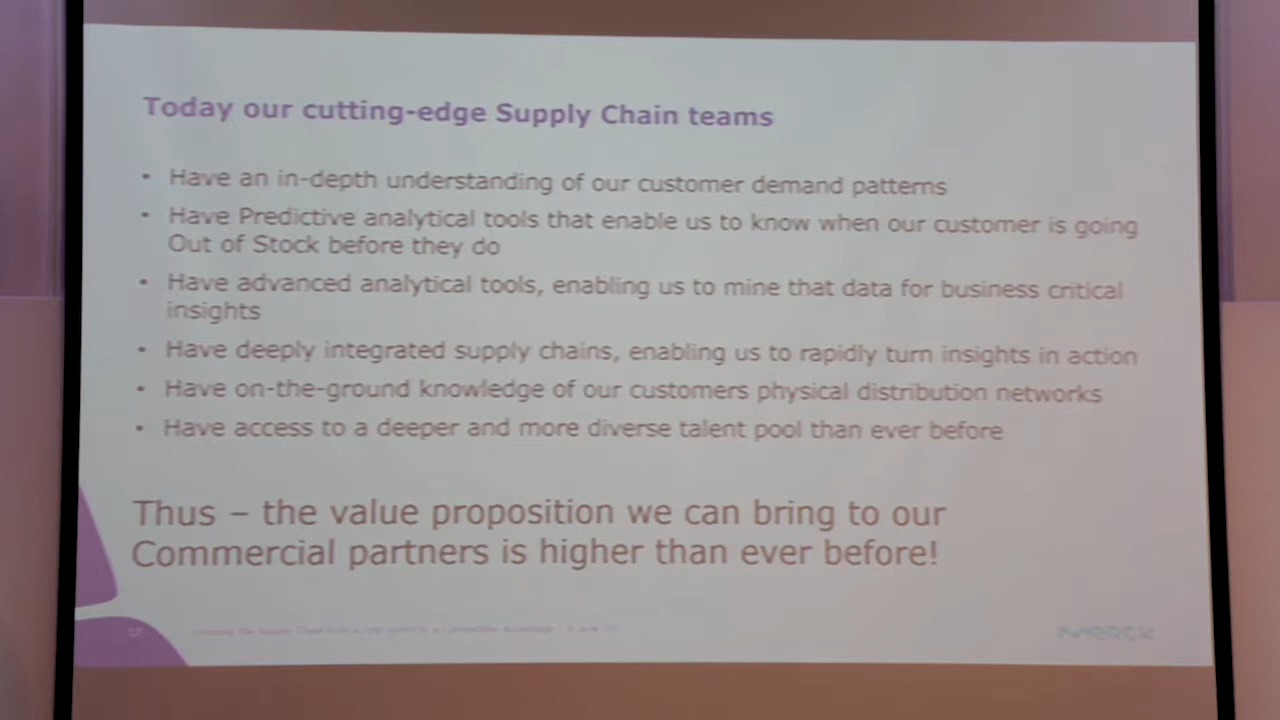 Today our cutting-edge Supply Chain teams
• Have an in-depth understanding of our customer demand patterns
• Have Predictive analytical tools that enable us to know when our customer is going
Out of Stock before they do
• Have advanced analytical tools, enabling us to mine that data for business critical
insights
• Have deeply integrated supply chains, enabling us to rapidly turn insights in action
• Have on-the-ground knowledge of our customers physical distribution networks
• Have access to a deeper and more diverse talent pool than ever before
Thus – the value proposition we can bring to our
Commercial partners is higher than ever before!
MERCK